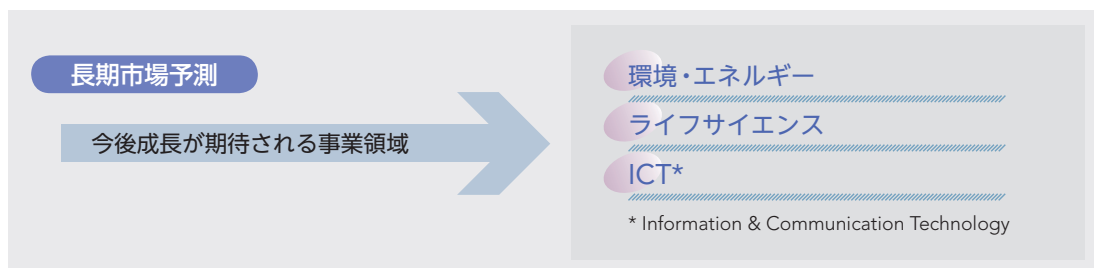 長期市場予測
今後成長が期待される事業領域
環境・エネルギー
ライフサイエンス
ICT*
* Information & Communication Technology